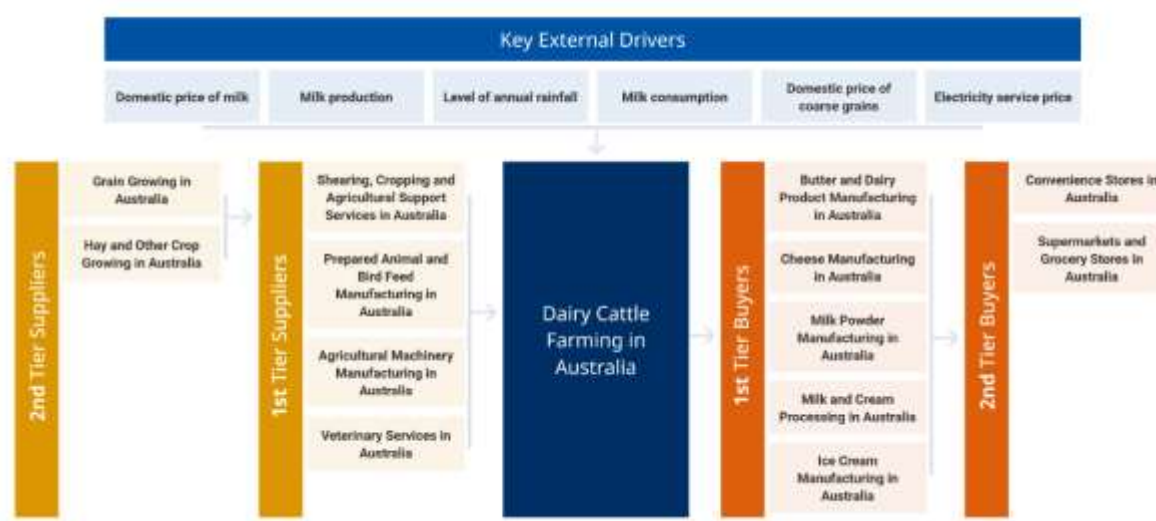 Key External Drivers
Domestic price of milk
Milk production
Level of annual rainfall
Milk consumption
Domestic price of
coarse grains
Electricity service price
2nd Tier Suppliers
Grain Growing in
Australia
Hay and Other Crop
Growing in Australia
1st Tier Suppliers
Shearing, Cropping and
Agricultural Support
Services in Australia
Prepared Animal and
Bird Feed
Manufacturing in
Australia
Agricultural Machinery
Manufacturing in
Australia
Veterinary Services in
Australia
Dairy Cattle
Farming in
Australia
1st Tier Buyers
Butter and Dairy
Product Manufacturing
in Australia
Cheese Manufacturing
in Australia
Milk Powder
Manufacturing in
Australia
Milk and Cream
Processing in Australia
Ice Cream
Manufacturing in
Australia
2nd Tier Buyers
Convenience Stores in
Australia
Supermarkets and
Grocery Stores in
Australia